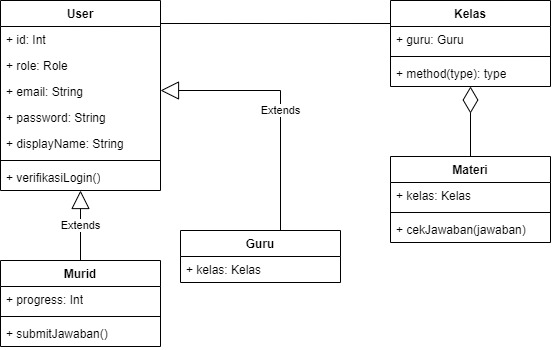 User
+ id: Int
+ role: Role
+ email: String
+ password: String
+ displayName: String
+ verifikasiLogin()
Kelas
+ guru: Guru
+ method(type): type
Extends
Extends
Materi
+ kelas: Kelas
+ cekJawaban(jawaban)
Guru
+ kelas: Kelas
Murid
+ progress: Int
+ submitJawaban()